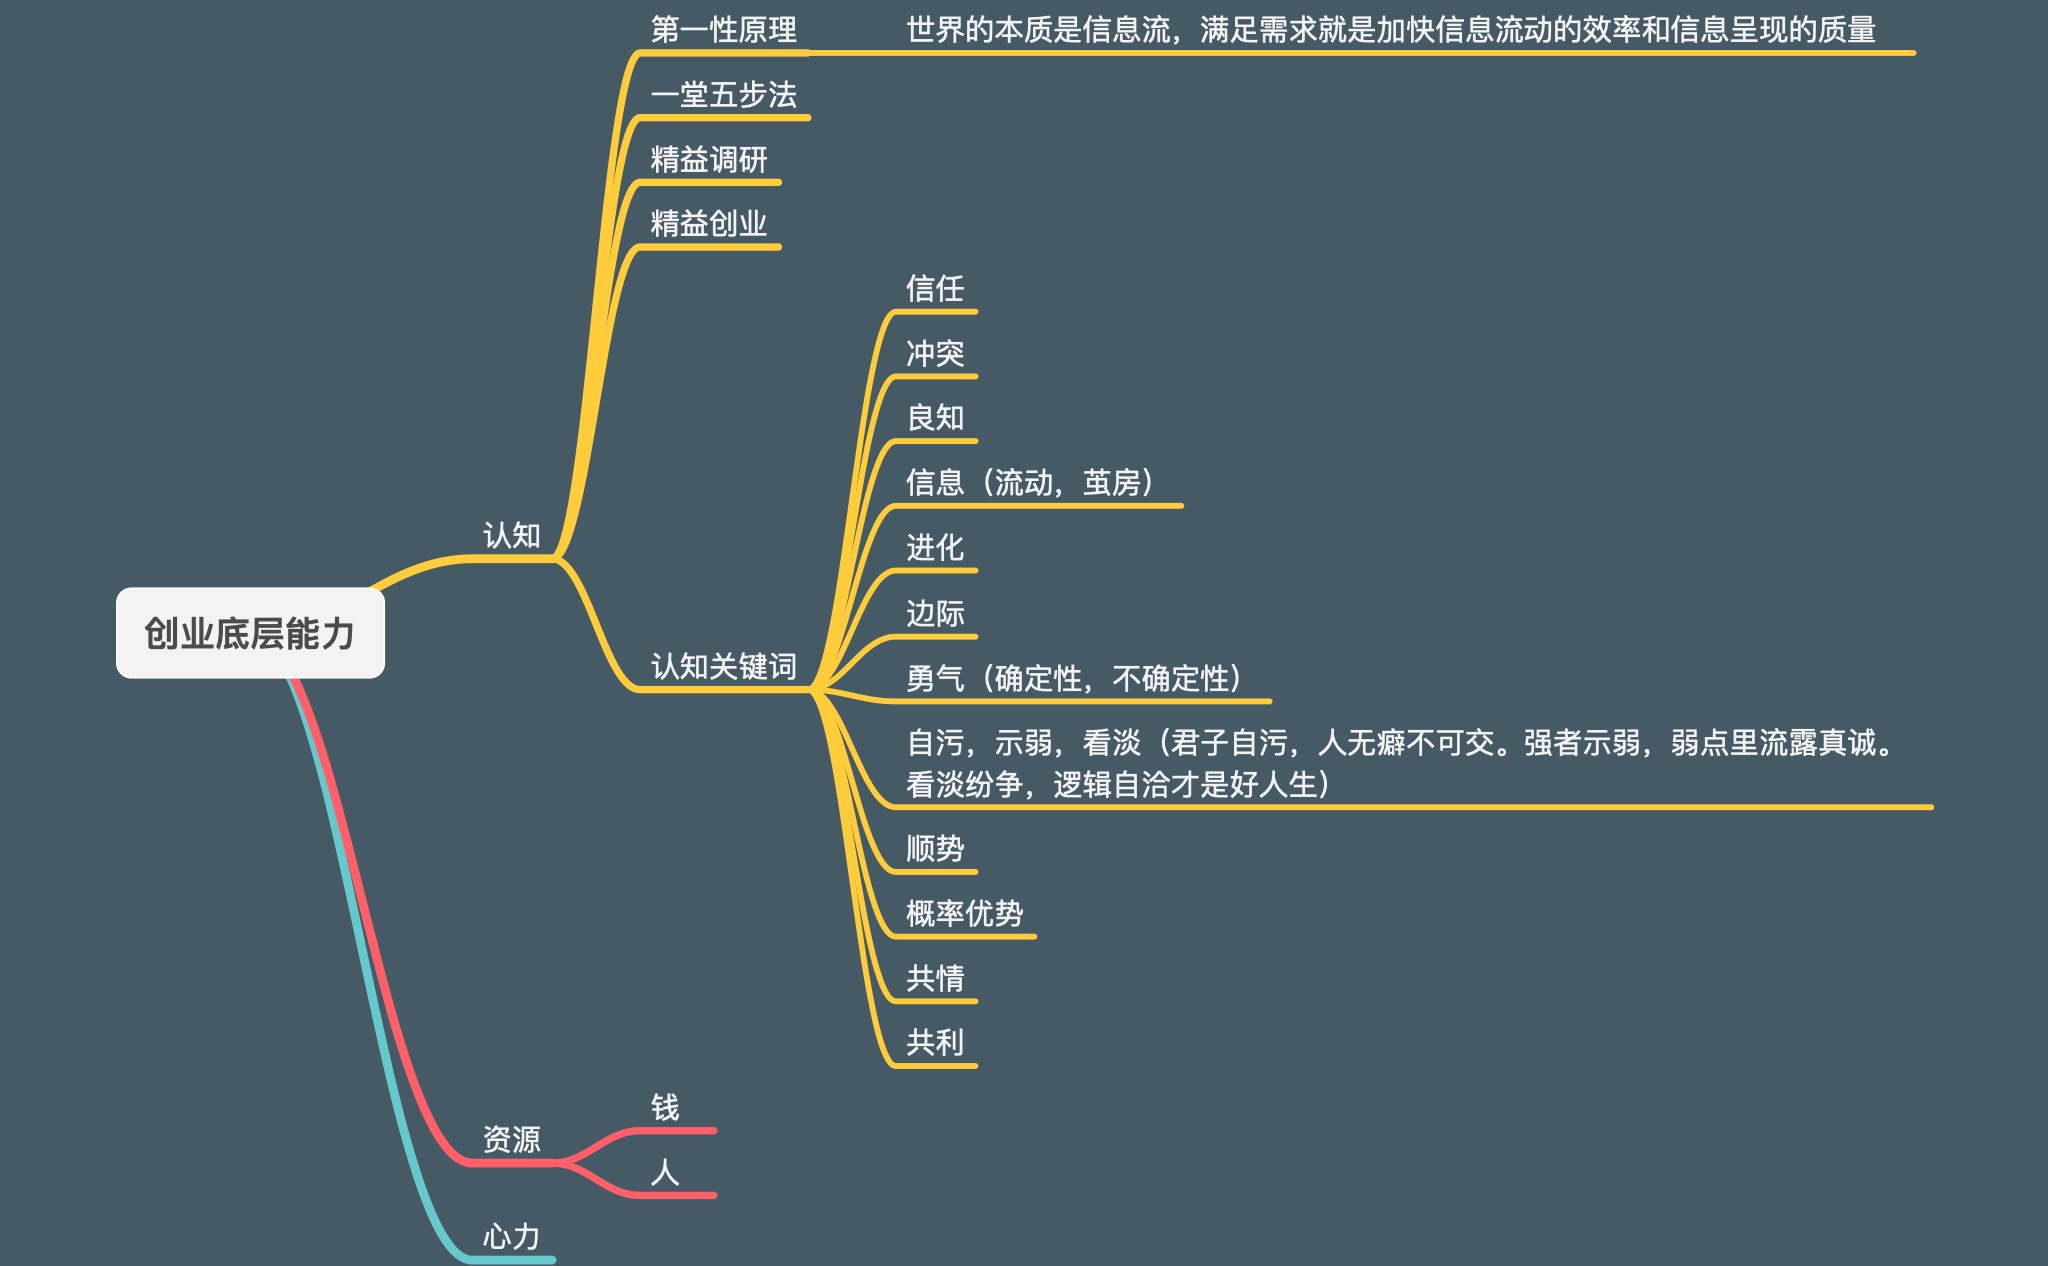 第一性原理
世界的本质是信息流，满足需求就是加快信息流动的效率和信息呈现的质量
一堂五步法
精益调研
精益创业
信任
冲突
良知
信息（流动，茧房）
认知
进化
边际
创业底层能力
认知关键词
勇气（确定性，不确定性）
自污，示弱，看淡（君子自污，人无癖不可交。强者示弱，弱点里流露真诚。
看淡纷争，逻辑自洽才是好人生）
顺势
概率优势
共情
共利
资源
钱
人
心力